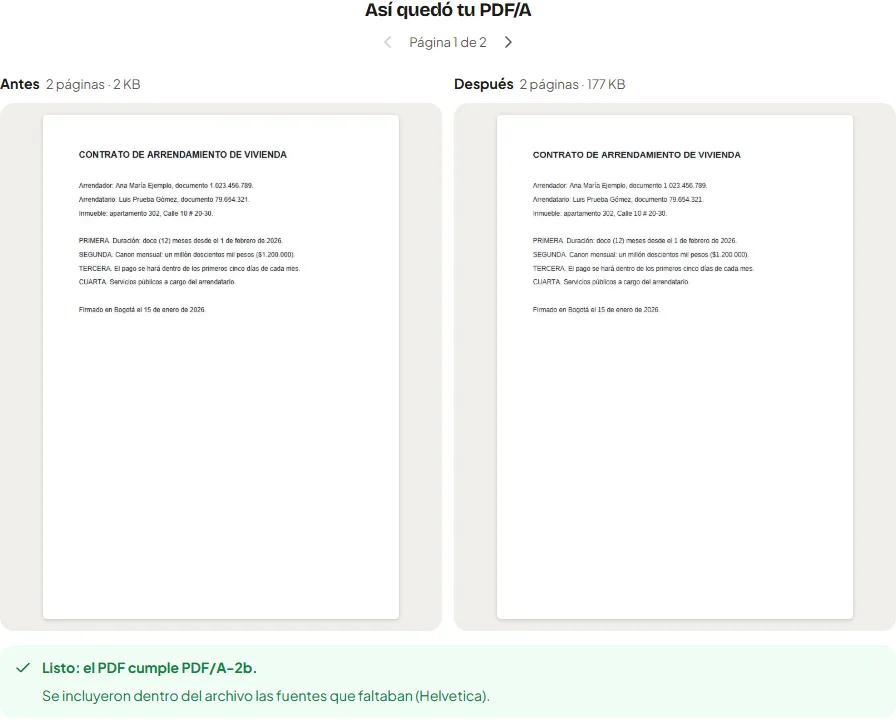 Así quedó tu PDF/A
Página 1 de 2
Antes 2 páginas · 2 KB
CONTRATO DE ARRENDAMIENTO DE VIVIENDA
Arrendador: Ana María Ejemplo, documento 1.023.456.789.
Arrendatario: Luis Prueba Gómez, documento 79.654.321.
Inmueble: apartamento 302, Calle 10 # 20-30.
PRIMERA. Duración: doce (12) meses desde el 1 de febrero de 2026.
SEGUNDA. Canon mensual: un millón doscientos mil pesos ($1.200.000).
TERCERA. El pago se hará dentro de los primeros cinco días de cada mes.
CUARTA. Servicios públicos a cargo del arrendatario.
Firmado en Bogotá el 15 de enero de 2026.
Después 2 páginas · 177 KB
CONTRATO DE ARRENDAMIENTO DE VIVIENDA
Arrendador: Ana María Ejemplo, documento 1.023.456.789.
Arrendatario: Luis Prueba Gómez, documento 79.654.321.
Inmueble: apartamento 302, Calle 10 # 20-30.
PRIMERA. Duración: doce (12) meses desde el 1 de febrero de 2026.
SEGUNDA. Canon mensual: un millón doscientos mil pesos ($1.200.000).
TERCERA. El pago se hará dentro de los primeros cinco días de cada mes.
CUARTA. Servicios públicos a cargo del arrendatario.
Firmado en Bogotá el 15 de enero de 2026.
Listo: el PDF cumple PDF/A-2b.
Se incluyeron dentro del archivo las fuentes que faltaban (Helvetica).